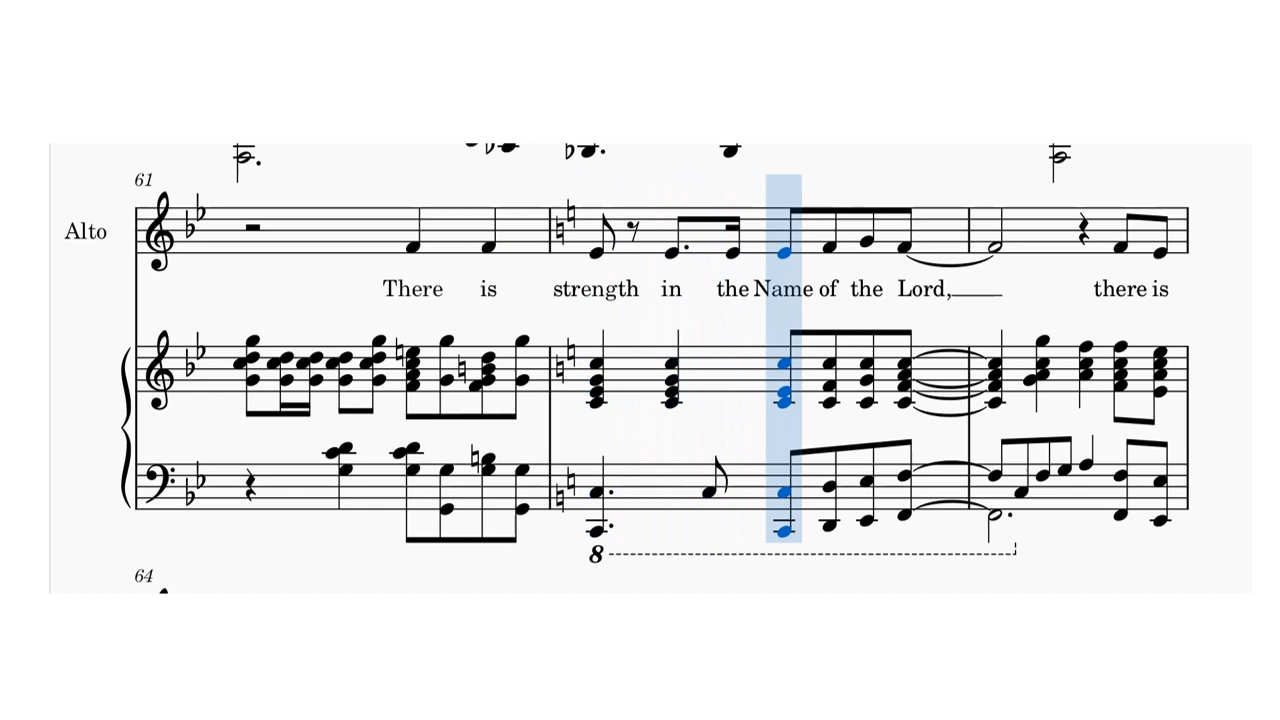 61
Alto
There is strength in the Name of the Lord, there is
8
64